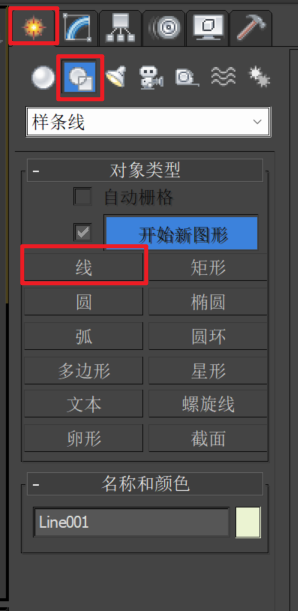 样条线
- 对象类型
自动栅格
开始新图形
线 矩形
圆 椭圆
弧 圆环
多边形 星形
文本 螺旋线
卵形 截面
- 名称和颜色
Line001